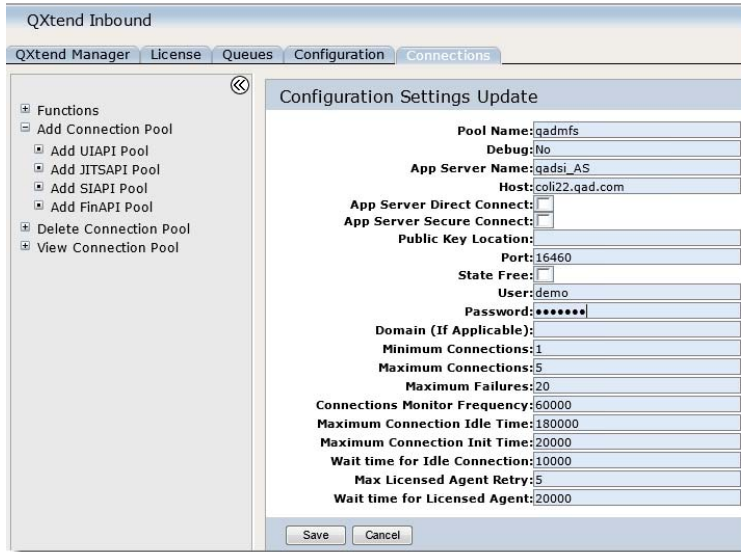 QXtend Inbound
QXtend Manager License Queues Configuration Connections
Functions
Add Connection Pool
Add UIAPI Pool
Add JITSAPI Pool
Add SIAPI Pool
Add FinAPI Pool
Delete Connection Pool
View Connection Pool
Configuration Settings Update
Pool Name: qadmfs
Debug: No
App Server Name: qadsi_AS
Host: coli22.qad.com
App Server Direct Connect:
App Server Secure Connect:
Public Key Location:
Port: 16460
State Free:
User: demo
Password: •••••••
Domain (If Applicable):
Minimum Connections: 1
Maximum Connections: 5
Maximum Failures: 20
Connections Monitor Frequency: 60000
Maximum Connection Idle Time: 180000
Maximum Connection Init Time: 20000
Wait time for Idle Connection: 10000
Max Licensed Agent Retry: 5
Wait time for Licensed Agent: 20000
Save Cancel